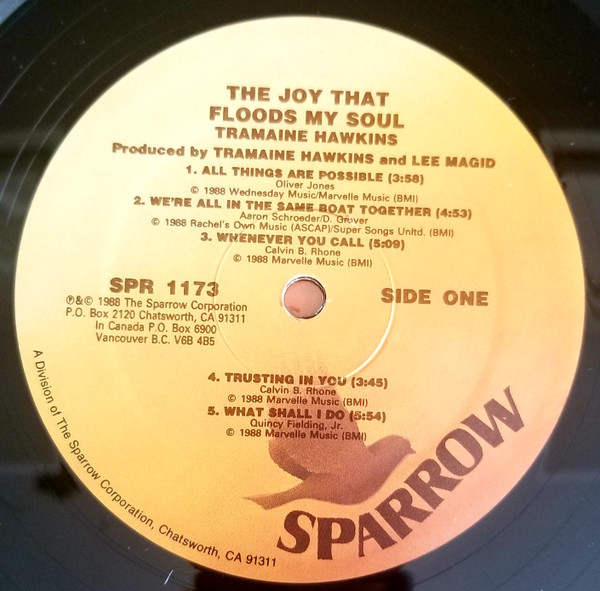 THE JOY THAT
FLOODS MY SOUL
TRAMAINE HAWKINS
Produced by TRAMAINE HAWKINS and LEE MAGID
1. ALL THINGS ARE POSSIBLE (3:58)
Oliver Jones
© 1988 Wednesday Music/Marvelle Music (BMI)
2. WE'RE ALL IN THE SAME BOAT TOGETHER (4:53)
Aaron Schroeder/D. Grover
© 1988 Rachel's Own Music (ASCAP)/Super Songs Unltd. (BMI)
3. WHENEVER YOU CALL (5:09)
Calvin B. Rhone
© 1988 Marvelle Music (BMI)
SPR 1173
SIDE ONE
℗&© 1988 The Sparrow Corporation
P.O. Box 2120 Chatsworth, CA 91311
In Canada P.O. Box 6900
Vancouver B.C. V6B 4B5
4. TRUSTING IN YOU (3:45)
Calvin B. Rhone
© 1988 Marvelle Music (BMI)
5. WHAT SHALL I DO (5:54)
Quincy Fielding, Jr.
© 1988 Marvelle Music (BMI)
SPARROW
A Division of The Sparrow Corporation, Chatsworth, CA 91311